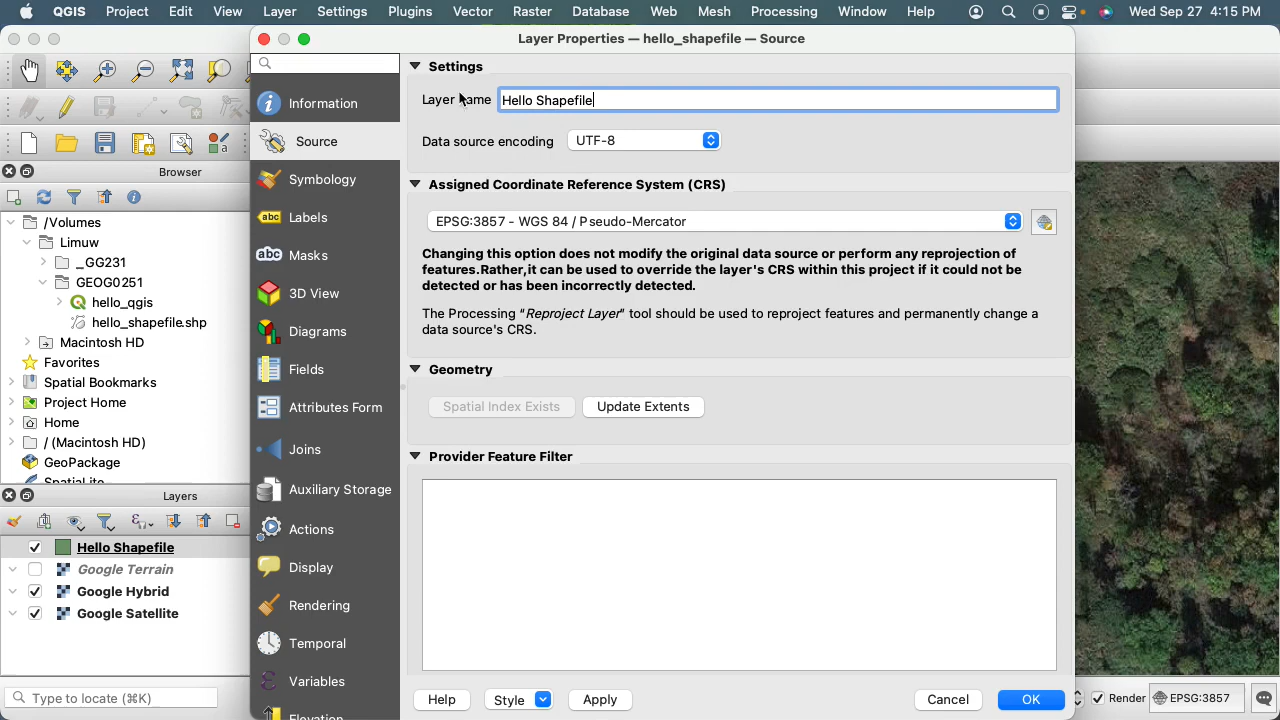 QGIS Project Edit View Layer Settings Plugins Vector Raster Database Web Mesh Processing Window Help Wed Sep 27 4:15 PM
Layer Properties — hello_shapefile — Source
Browser
/Volumes
Limuw
_GG231
GEOG0251
hello_qgis
hello_shapefile.shp
Macintosh HD
Favorites
Spatial Bookmarks
Project Home
Home
/ (Macintosh HD)
GeoPackage
SpatiaLite
Layers
Hello Shapefile
Google Terrain
Google Hybrid
Google Satellite
Type to locate (⌘K)
Information
Source
abc Labels
abc Masks
Symbology
3D View
Diagrams
Fields
Attributes Form
Joins
Auxiliary Storage
Actions
Display
Rendering
Temporal
Variables
Elevation
Settings
Layer name Hello Shapefile
Data source encoding UTF-8
Assigned Coordinate Reference System (CRS)
EPSG:3857 - WGS 84 / Pseudo-Mercator
Changing this option does not modify the original data source or perform any reprojection of
features.Rather,it can be used to override the layer's CRS within this project if it could not be
detected or has been incorrectly detected.
The Processing "Reproject Layer" tool should be used to reproject features and permanently change a
data source's CRS.
Geometry
Spatial Index Exists Update Extents
Provider Feature Filter
Help Style Apply Cancel OK
Render EPSG:3857